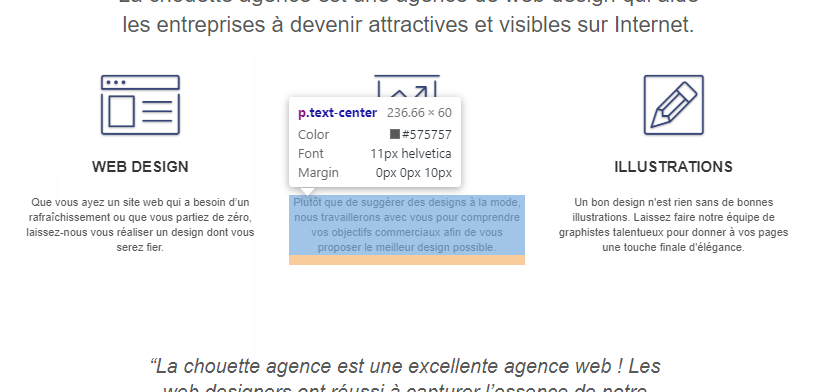 La chouette agence est une agence de web design qui aide
les entreprises à devenir attractives et visibles sur Internet.
WEB DESIGN
Que vous ayez un site web qui a besoin d'un
rafraîchissement ou que vous partiez de zéro,
laissez-nous vous réaliser un design dont vous
serez fier.
p.text-center 236.66 × 60
Color #575757
Font 11px helvetica
Margin 0px 0px 10px
Plutôt que de suggérer des designs à la mode,
nous travaillerons avec vous pour comprendre
vos objectifs commerciaux afin de vous
proposer le meilleur design possible.
ILLUSTRATIONS
Un bon design n'est rien sans de bonnes
illustrations. Laissez faire notre équipe de
graphistes talentueux pour donner à vos pages
une touche finale d'élégance.
“La chouette agence est une excellente agence web ! Les
web designers ont réussi à capturer l'essence de notre